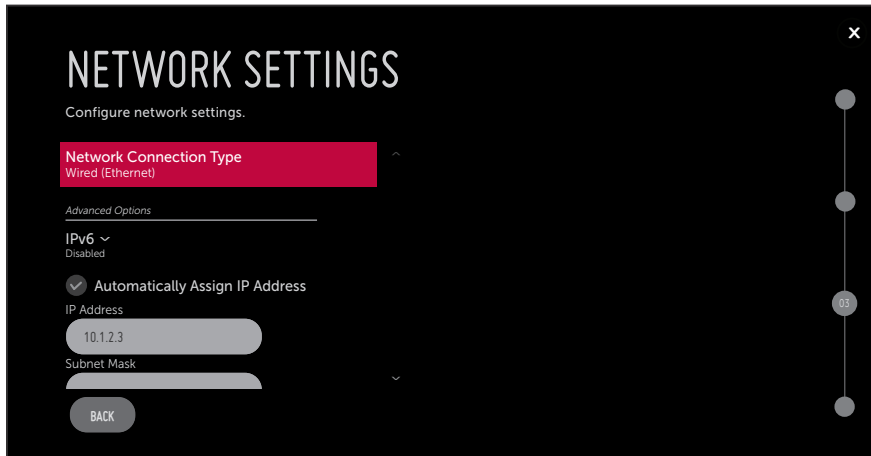 X
NETWORK SETTINGS
Configure network settings.
Network Connection Type
Wired (Ethernet)
Advanced Options
IPv6
Disabled
Automatically Assign IP Address
IP Address
10.1.2.3
Subnet Mask
03
BACK